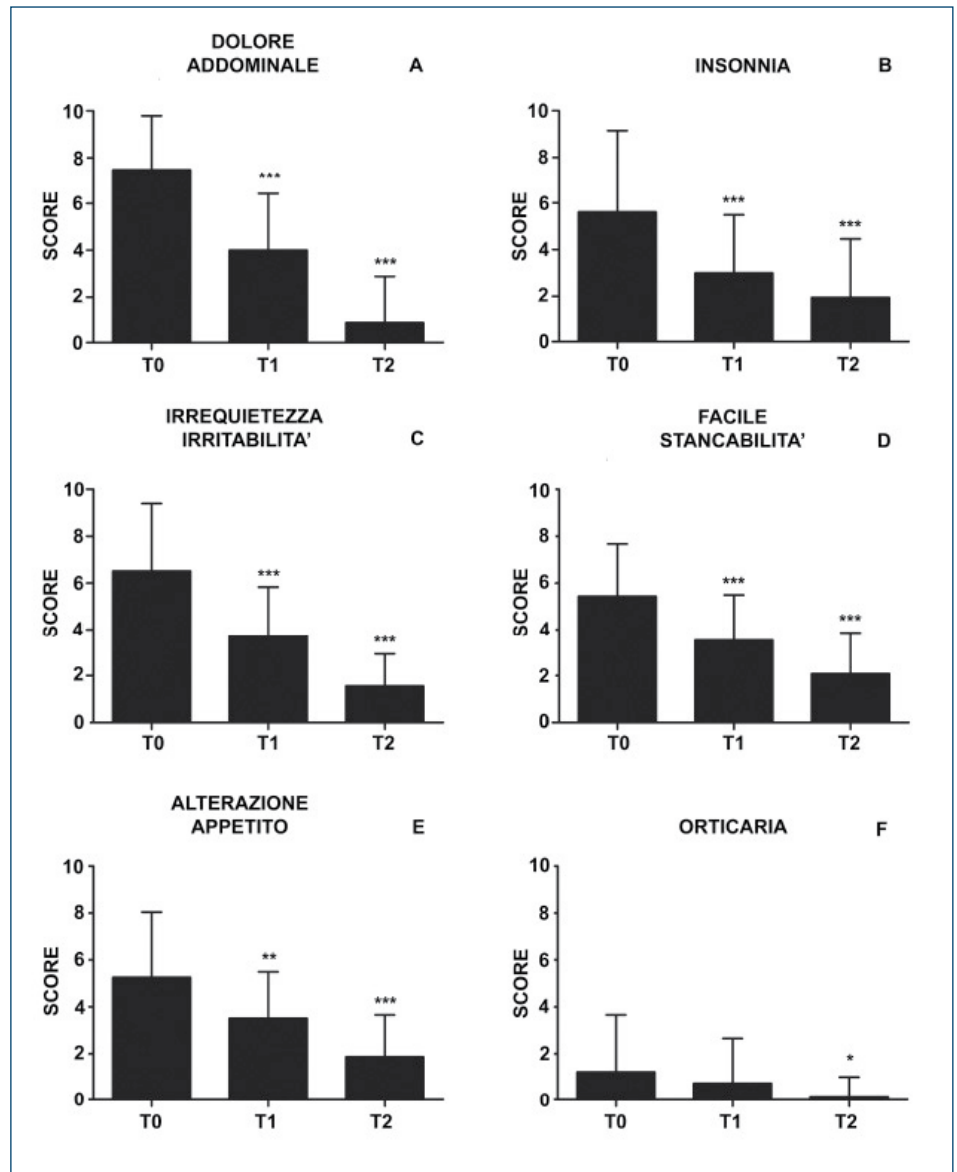 DOLORE
ADDOMINALE A
10
8
6
4
2
0
SCORE
***
***
T0 T1 T2
INSONNIA B
10
8
6
4
2
0
SCORE
***
***
T0 T1 T2
IRREQUIETEZZA
IRRITABILITA' C
10
8
6
4
2
0
SCORE
***
***
T0 T1 T2
FACILE
STANCABILITA' D
10
8
6
4
2
0
SCORE
***
***
T0 T1 T2
ALTERAZIONE
APPETITO E
10
8
6
4
2
0
SCORE
**
***
T0 T1 T2
ORTICARIA F
10
8
6
4
2
0
SCORE
*
T0 T1 T2